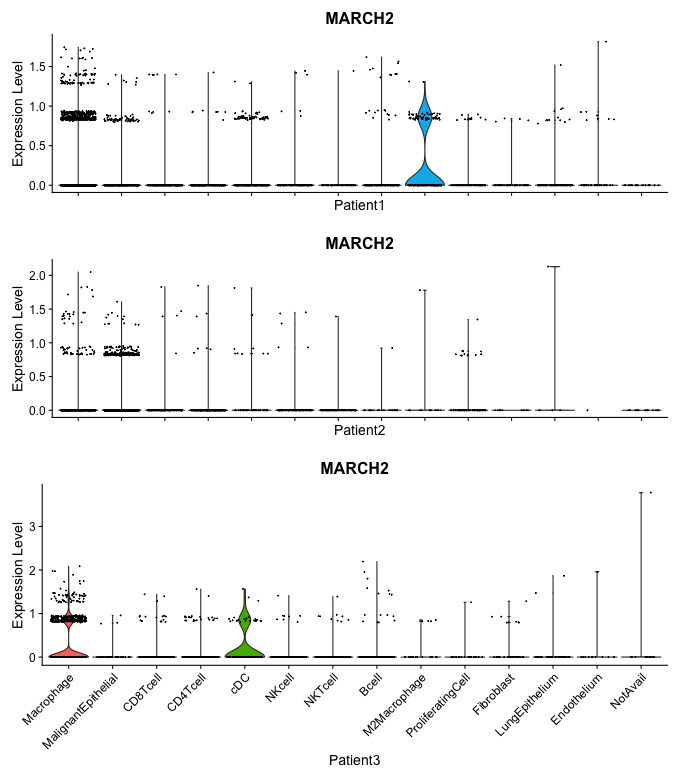 MARCH2
Expression Level
1.5
1.0
0.5
0.0
Patient1
MARCH2
Expression Level
2.0
1.5
1.0
0.5
0.0
Patient2
MARCH2
Expression Level
3
2
1
0
Macrophage
MalignantEpithelial
CD8Tcell
CD4Tcell
cDC
NKcell
NKTcell
Bcell
M2Macrophage
ProliferatingCell
Fibroblast
LungEpithelium
Endothelium
NotAvail
Patient3